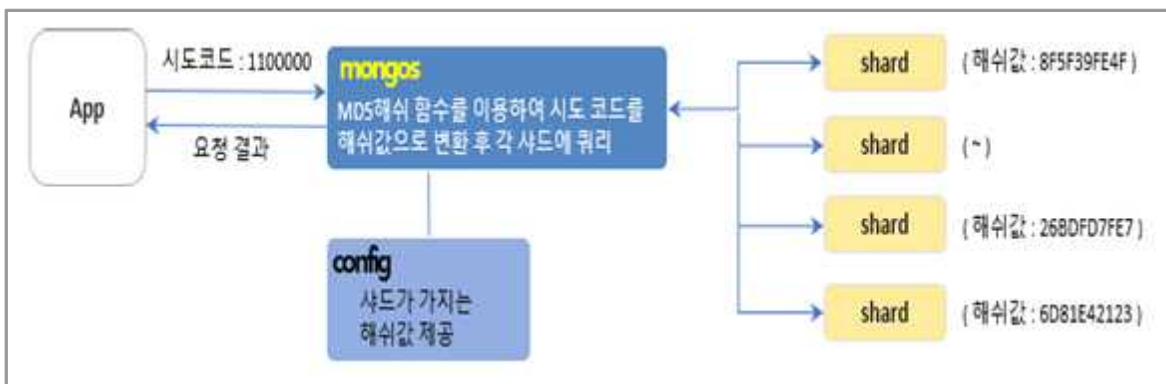 시도코드 : 1100000
App
요청 결과
mongos
MD5해쉬 함수를 이용하여 시도 코드를
해쉬값으로 변환 후 각 샤드에 쿼리
config
샤드가 가지는
해쉬값 제공
shard ( 해쉬값 : 8F5F39FE4F )
shard ( ~ )
shard ( 해쉬값 : 26BDFD7FE7 )
shard ( 해쉬값 : 6D81E42123 )